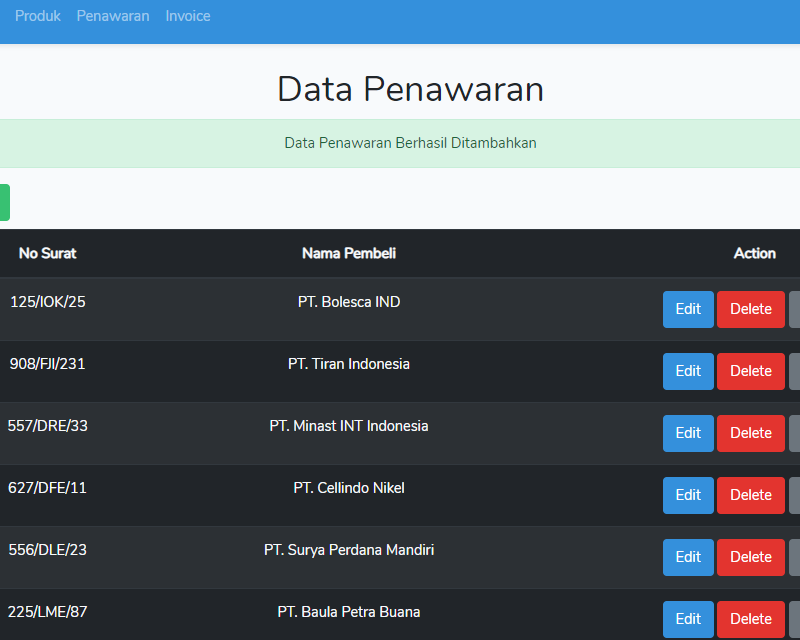 Produk Penawaran Invoice
Data Penawaran
Data Penawaran Berhasil Ditambahkan
No Surat Nama Pembeli Action
125/IOK/25 PT. Bolesca IND Edit Delete
908/FJI/231 PT. Tiran Indonesia Edit Delete
557/DRE/33 PT. Minast INT Indonesia Edit Delete
627/DFE/11 PT. Cellindo Nikel Edit Delete
556/DLE/23 PT. Surya Perdana Mandiri Edit Delete
225/LME/87 PT. Baula Petra Buana Edit Delete